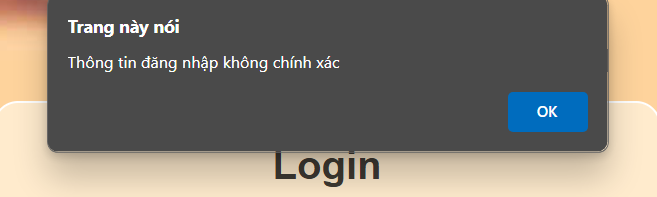 Trang này nói
Thông tin đăng nhập không chính xác
OK
Login